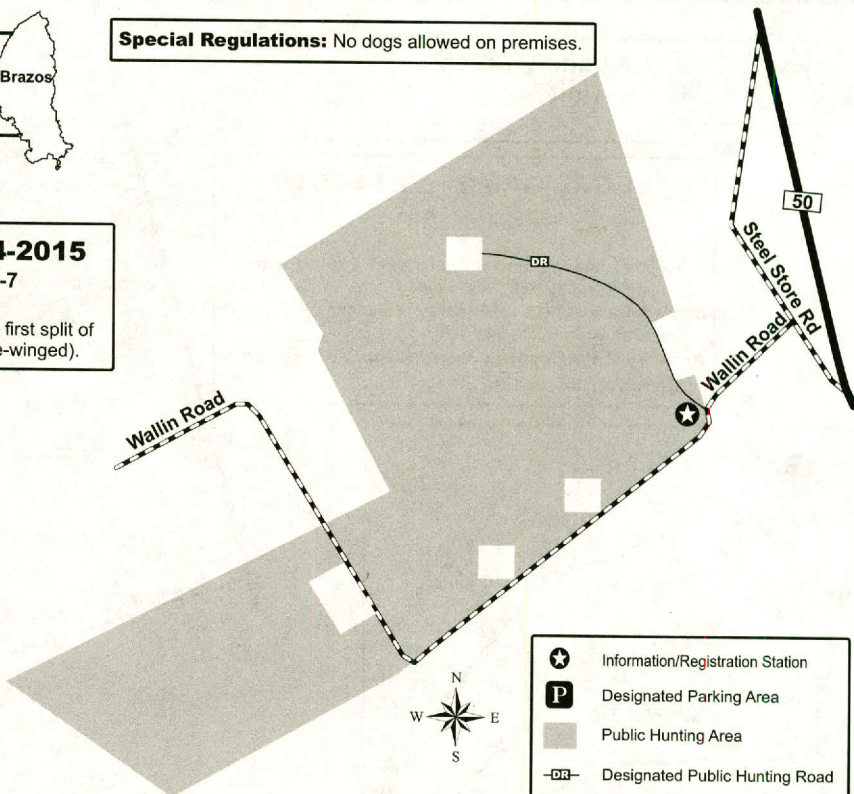 Brazos
Special Regulations: No dogs allowed on premises.
4-2015
-7
first split of
e-winged).
50
Steel Store Rd
Wallin Road
DR
Wallin Road
N
W E
S
Information/Registration Station
P Designated Parking Area
Public Hunting Area
DR Designated Public Hunting Road